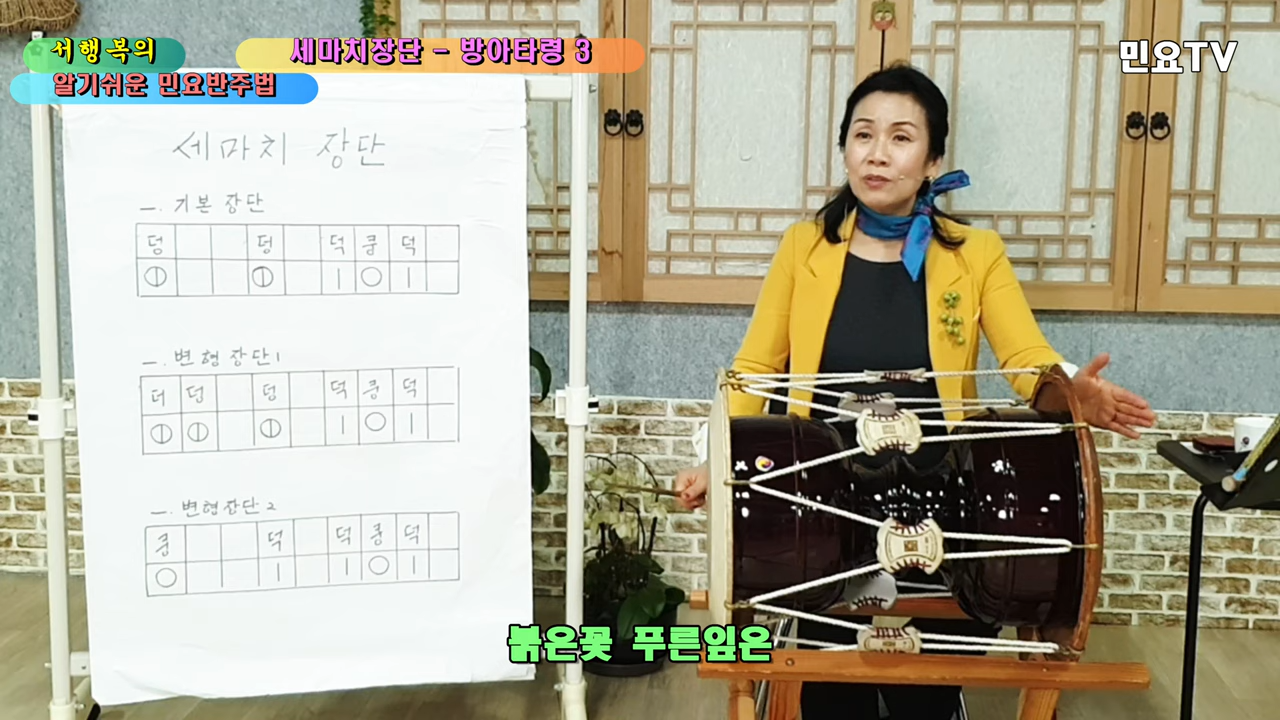 서행복의
세마치장단 - 방아타령 3
민요TV
알기쉬운 민요반주법
세마치 장단
一. 기본 장단
덩 덩 덕 쿵 덕
一. 변형 장단1
더 덩 덩 덕 쿵 덕
一. 변형 장단2
쿵 덕 덕 쿵 덕
붉은꽃 푸른잎은